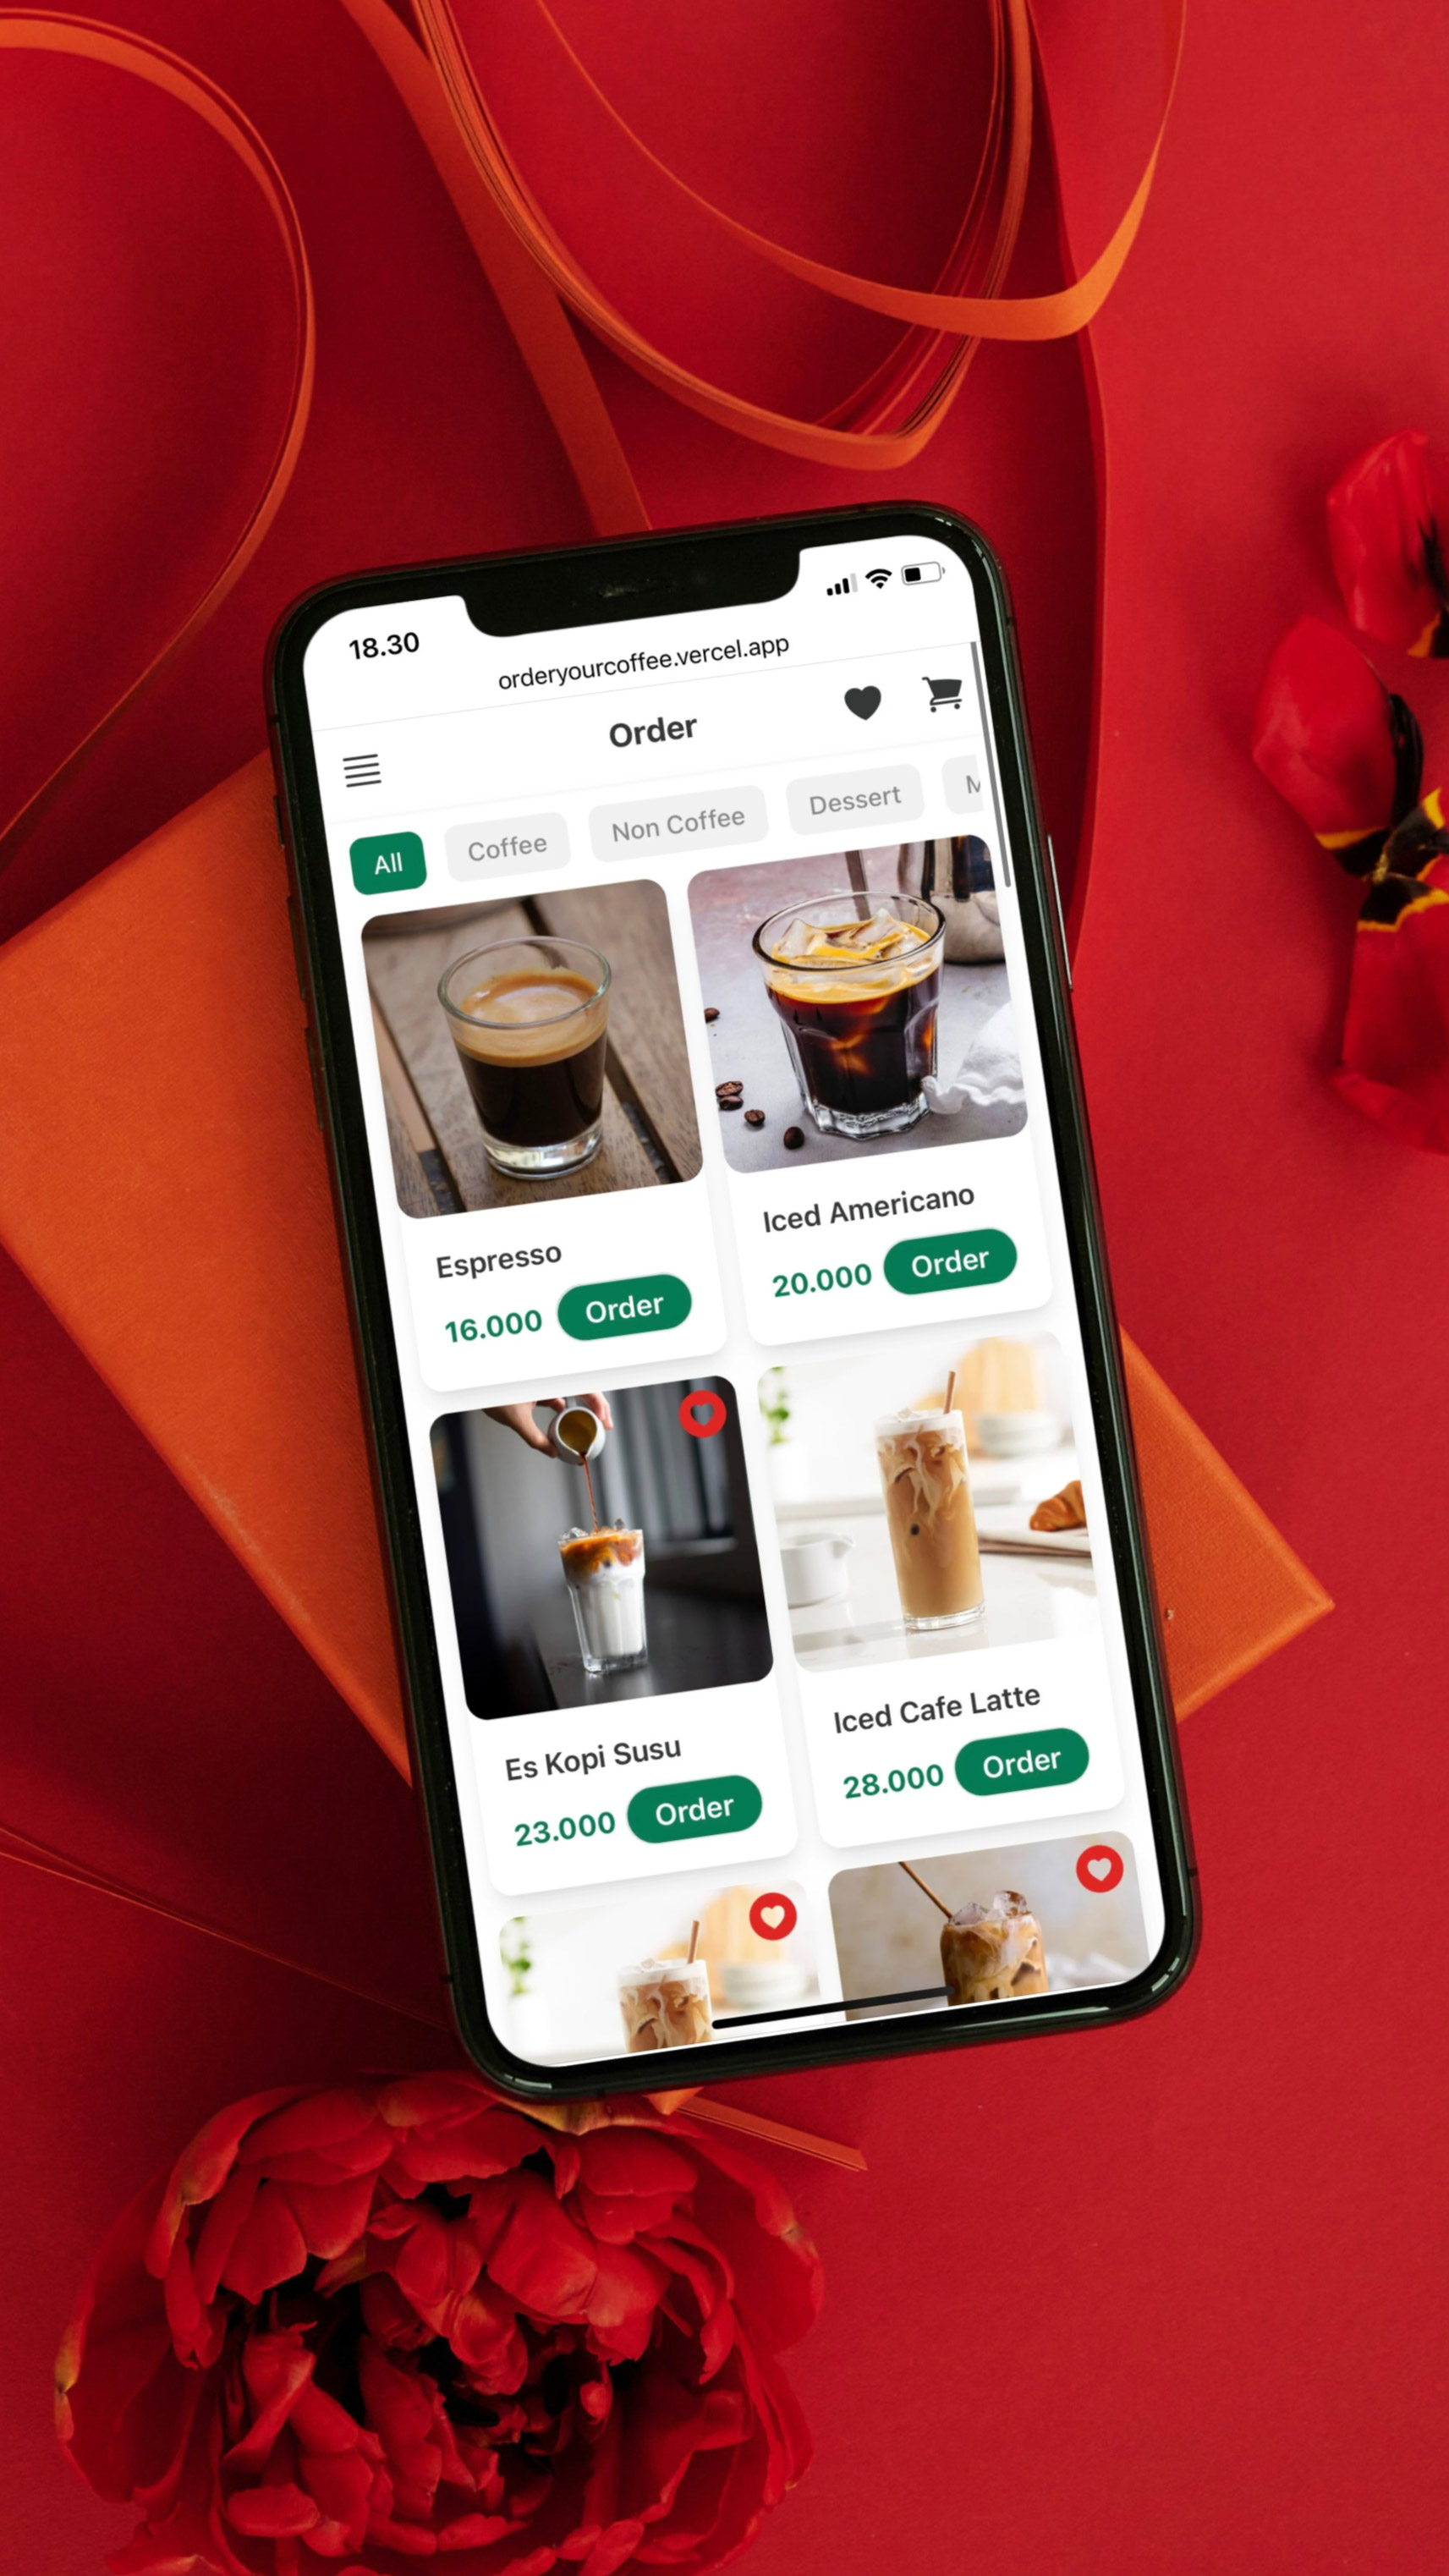 18.30
orderyourcoffee.vercel.app
Order
All Coffee Non Coffee Dessert
Espresso
16.000 Order
Iced Americano
20.000 Order
Es Kopi Susu
23.000 Order
Iced Cafe Latte
28.000 Order